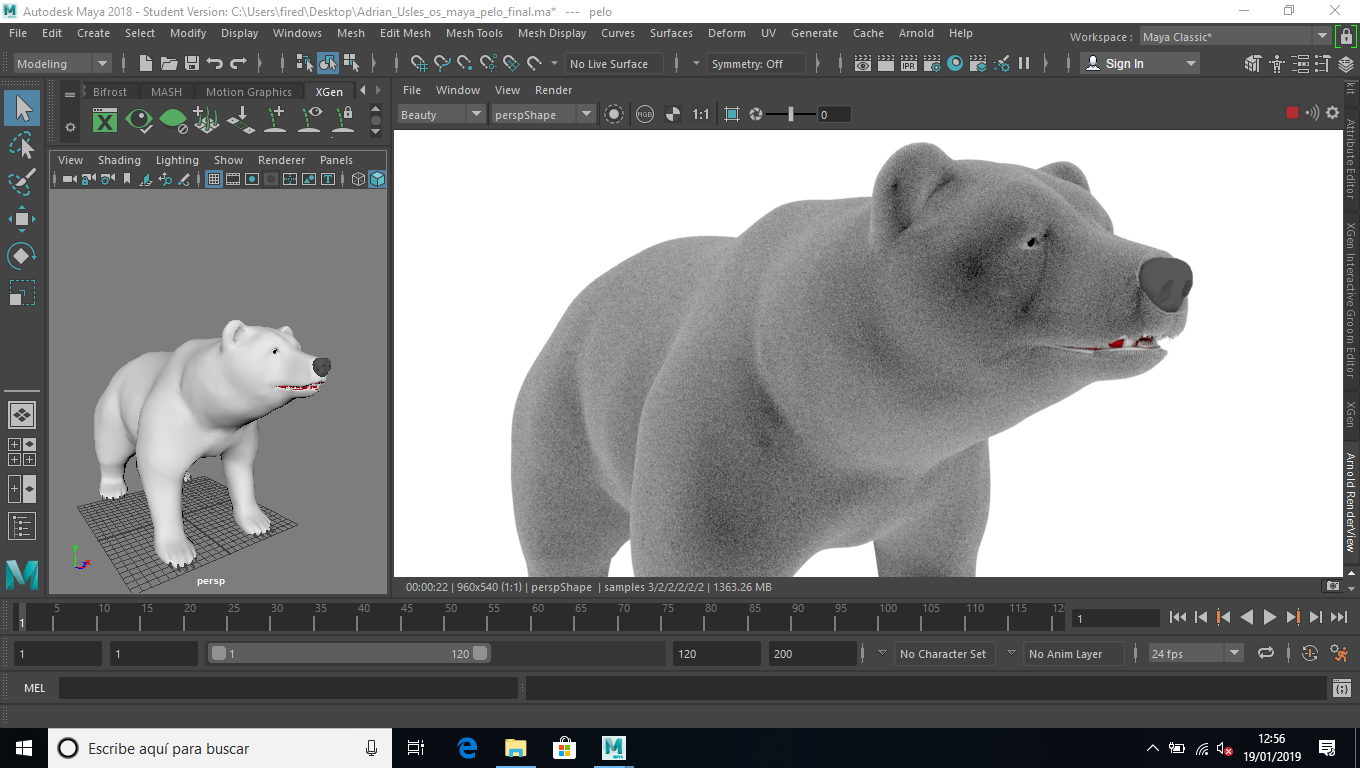 Autodesk Maya 2018 - Student Version: C:\Users\fired\Desktop\Adrian_Usles_os_maya_pelo_final.ma* --- pelo
File Edit Create Select Modify Display Windows Mesh Edit Mesh Mesh Tools Mesh Display Curves Surfaces Deform UV Generate Cache Arnold Help
Workspace : Maya Classic*
Modeling
No Live Surface
Symmetry: Off
IPR
Sign In
Bifrost MASH Motion Graphics XGen
File Window View Render
Beauty
perspShape
RGB
1:1
0
View Shading Lighting Show Renderer Panels
persp
kit
Attribute Editor
XGen Interactive Groom Editor
XGen
Arnold RenderView
00:00:22 | 960x540 (1:1) | perspShape | samples 3/2/2/2/2/2 | 1363.26 MB
5 10 15 20 25 30 35 40 45 50 55 60 65 70 75 80 85 90 95 100 105 110 115 12
1
1
1
1
1
120
120
200
No Character Set
No Anim Layer
24 fps
MEL
MAYA
Escribe aquí para buscar
12:56
19/01/2019